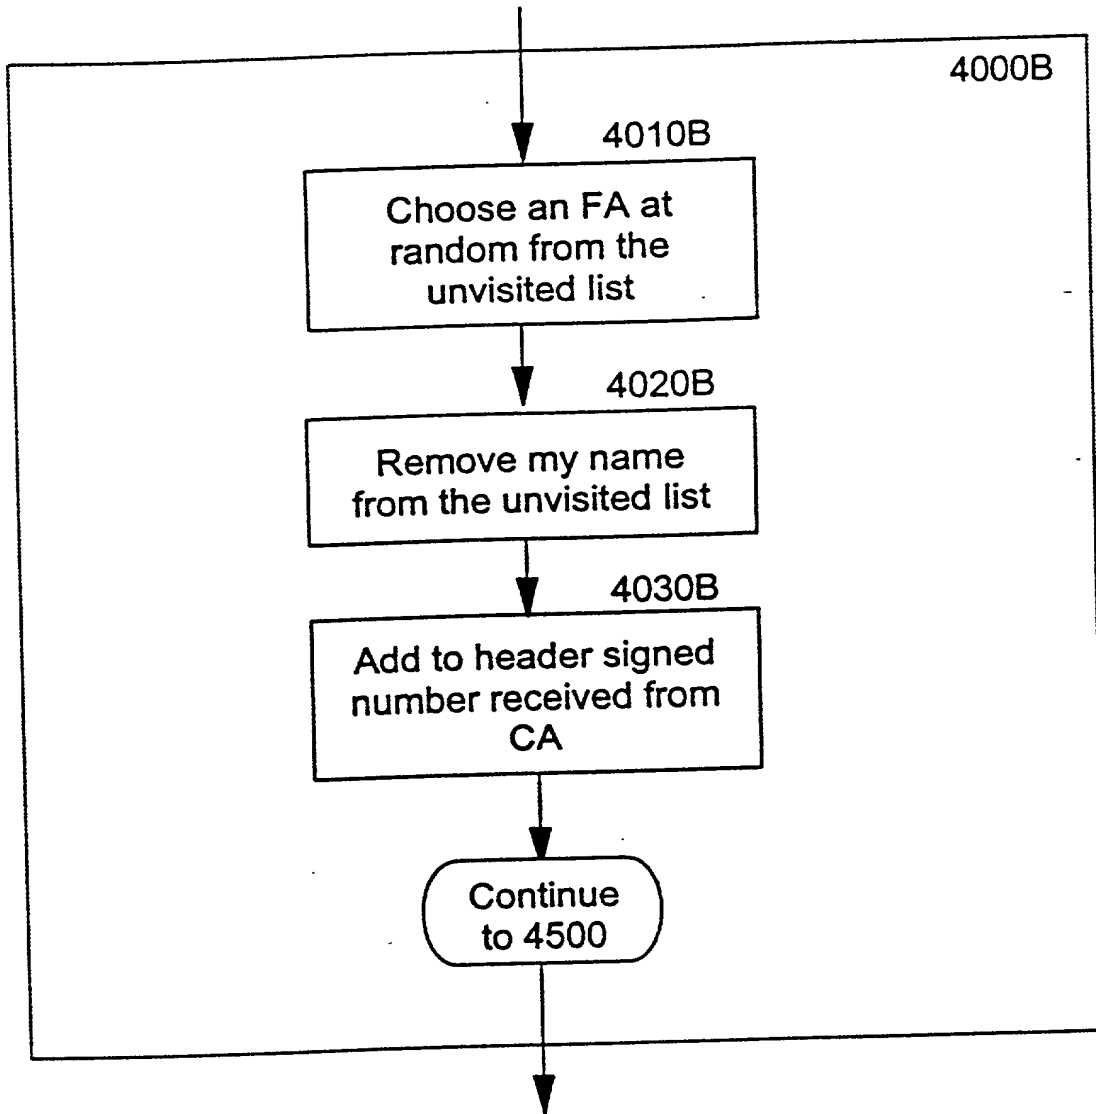 4000B
4010B
Choose an FA at
random from the
unvisited list
4020B
Remove my name
from the unvisited list
4030B
Add to header signed
number received from
CA
Continue
to 4500